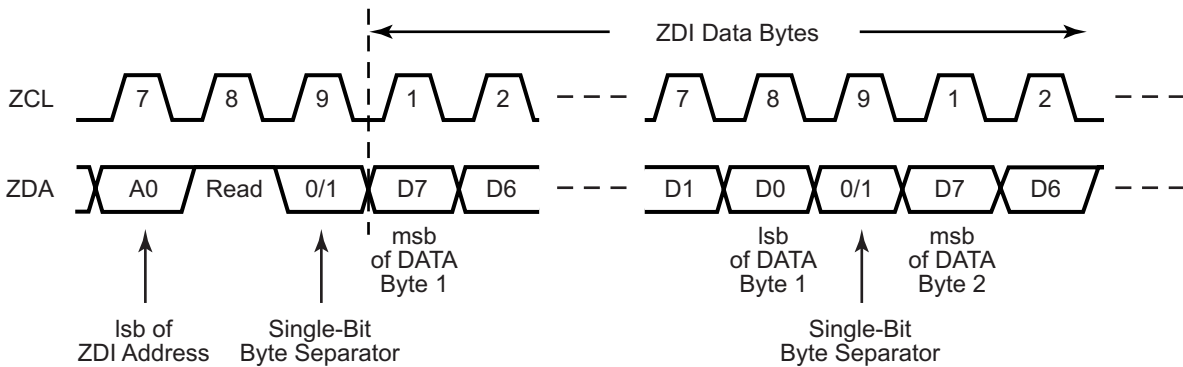 ZDI Data Bytes
ZCL 7 8 9 1 2 7 8 9 1 2
ZDA A0 Read 0/1 D7 D6 D1 D0 0/1 D7 D6
msb
of DATA
Byte 1
lsb
of DATA
Byte 1
msb
of DATA
Byte 2
lsb of
ZDI Address
Single-Bit
Byte Separator
Single-Bit
Byte Separator